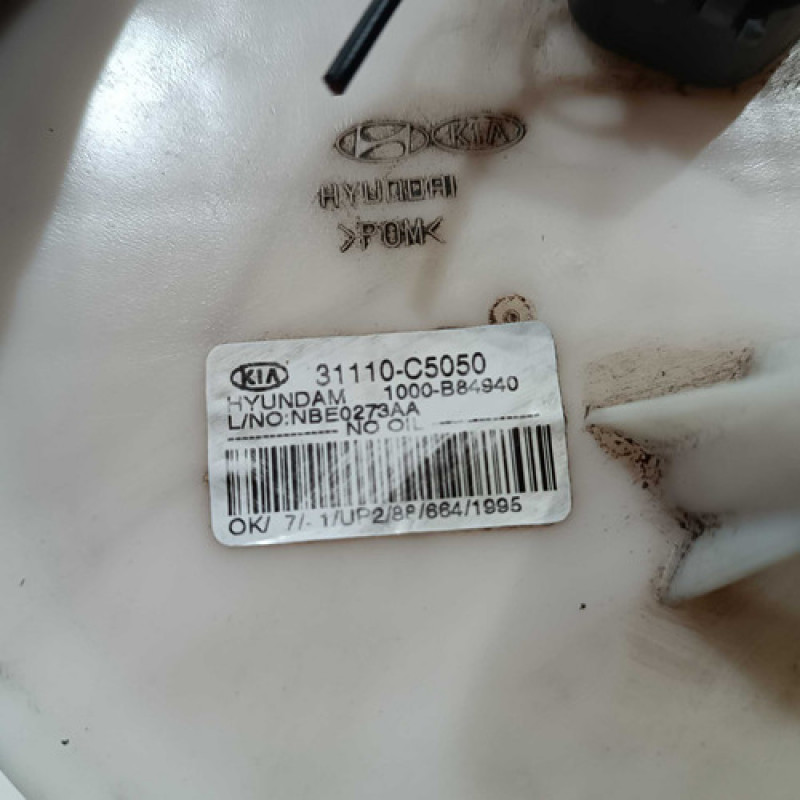 KIA
HYUNDAI
>POM<
KIA 31110-C5050
HYUNDAM 1000-B84940
L/NO:NBE0273AA
NO OIL
OK/ 7/- 1/UP2/88/664/1995